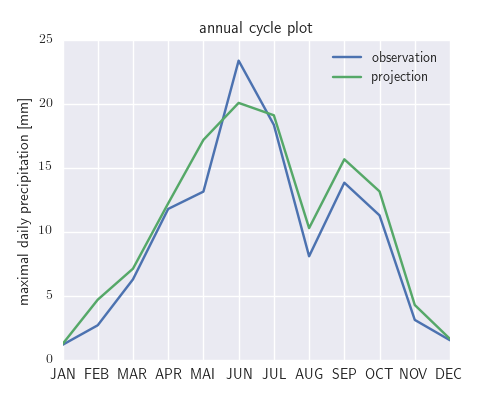 annual cycle plot
observation
projection
maximal daily precipitation [mm]
25
20
15
10
5
0
JAN FEB MAR APR MAI JUN JUL AUG SEP OCT NOV DEC